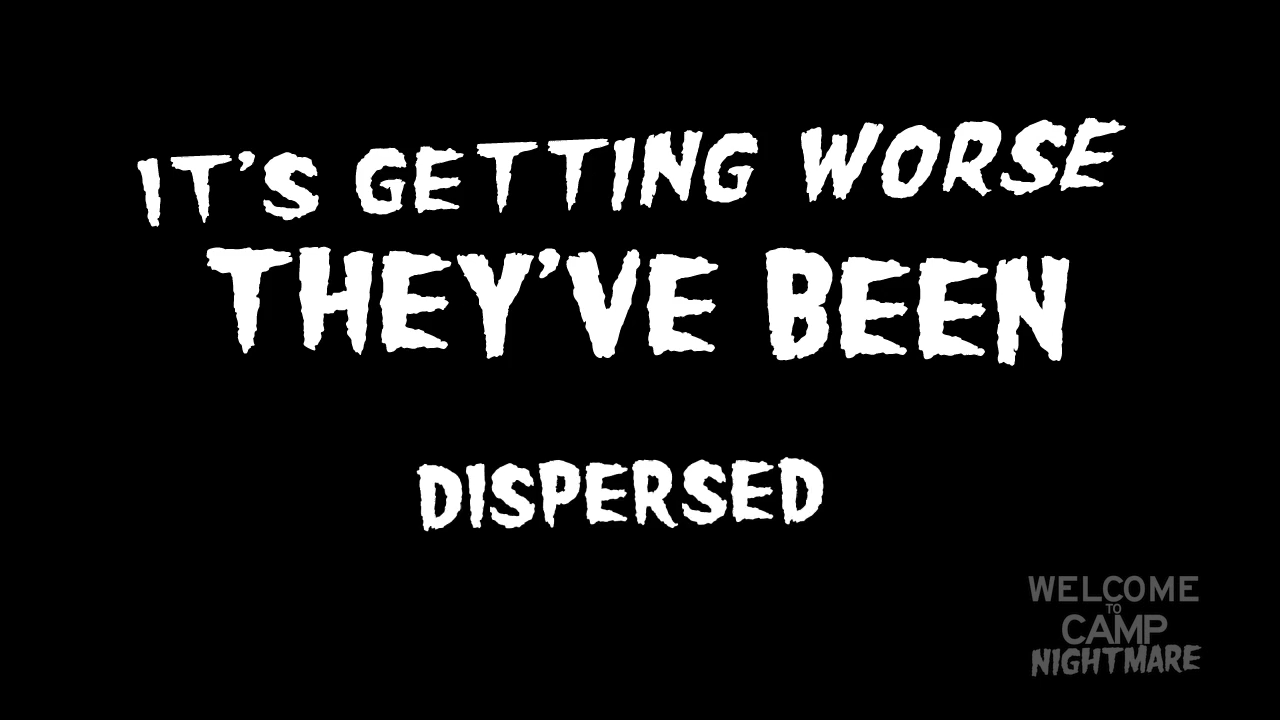 IT'S GETTING WORSE
THEY'VE BEEN
DISPERSED
WELCOME
TO
CAMP
NIGHTMARE